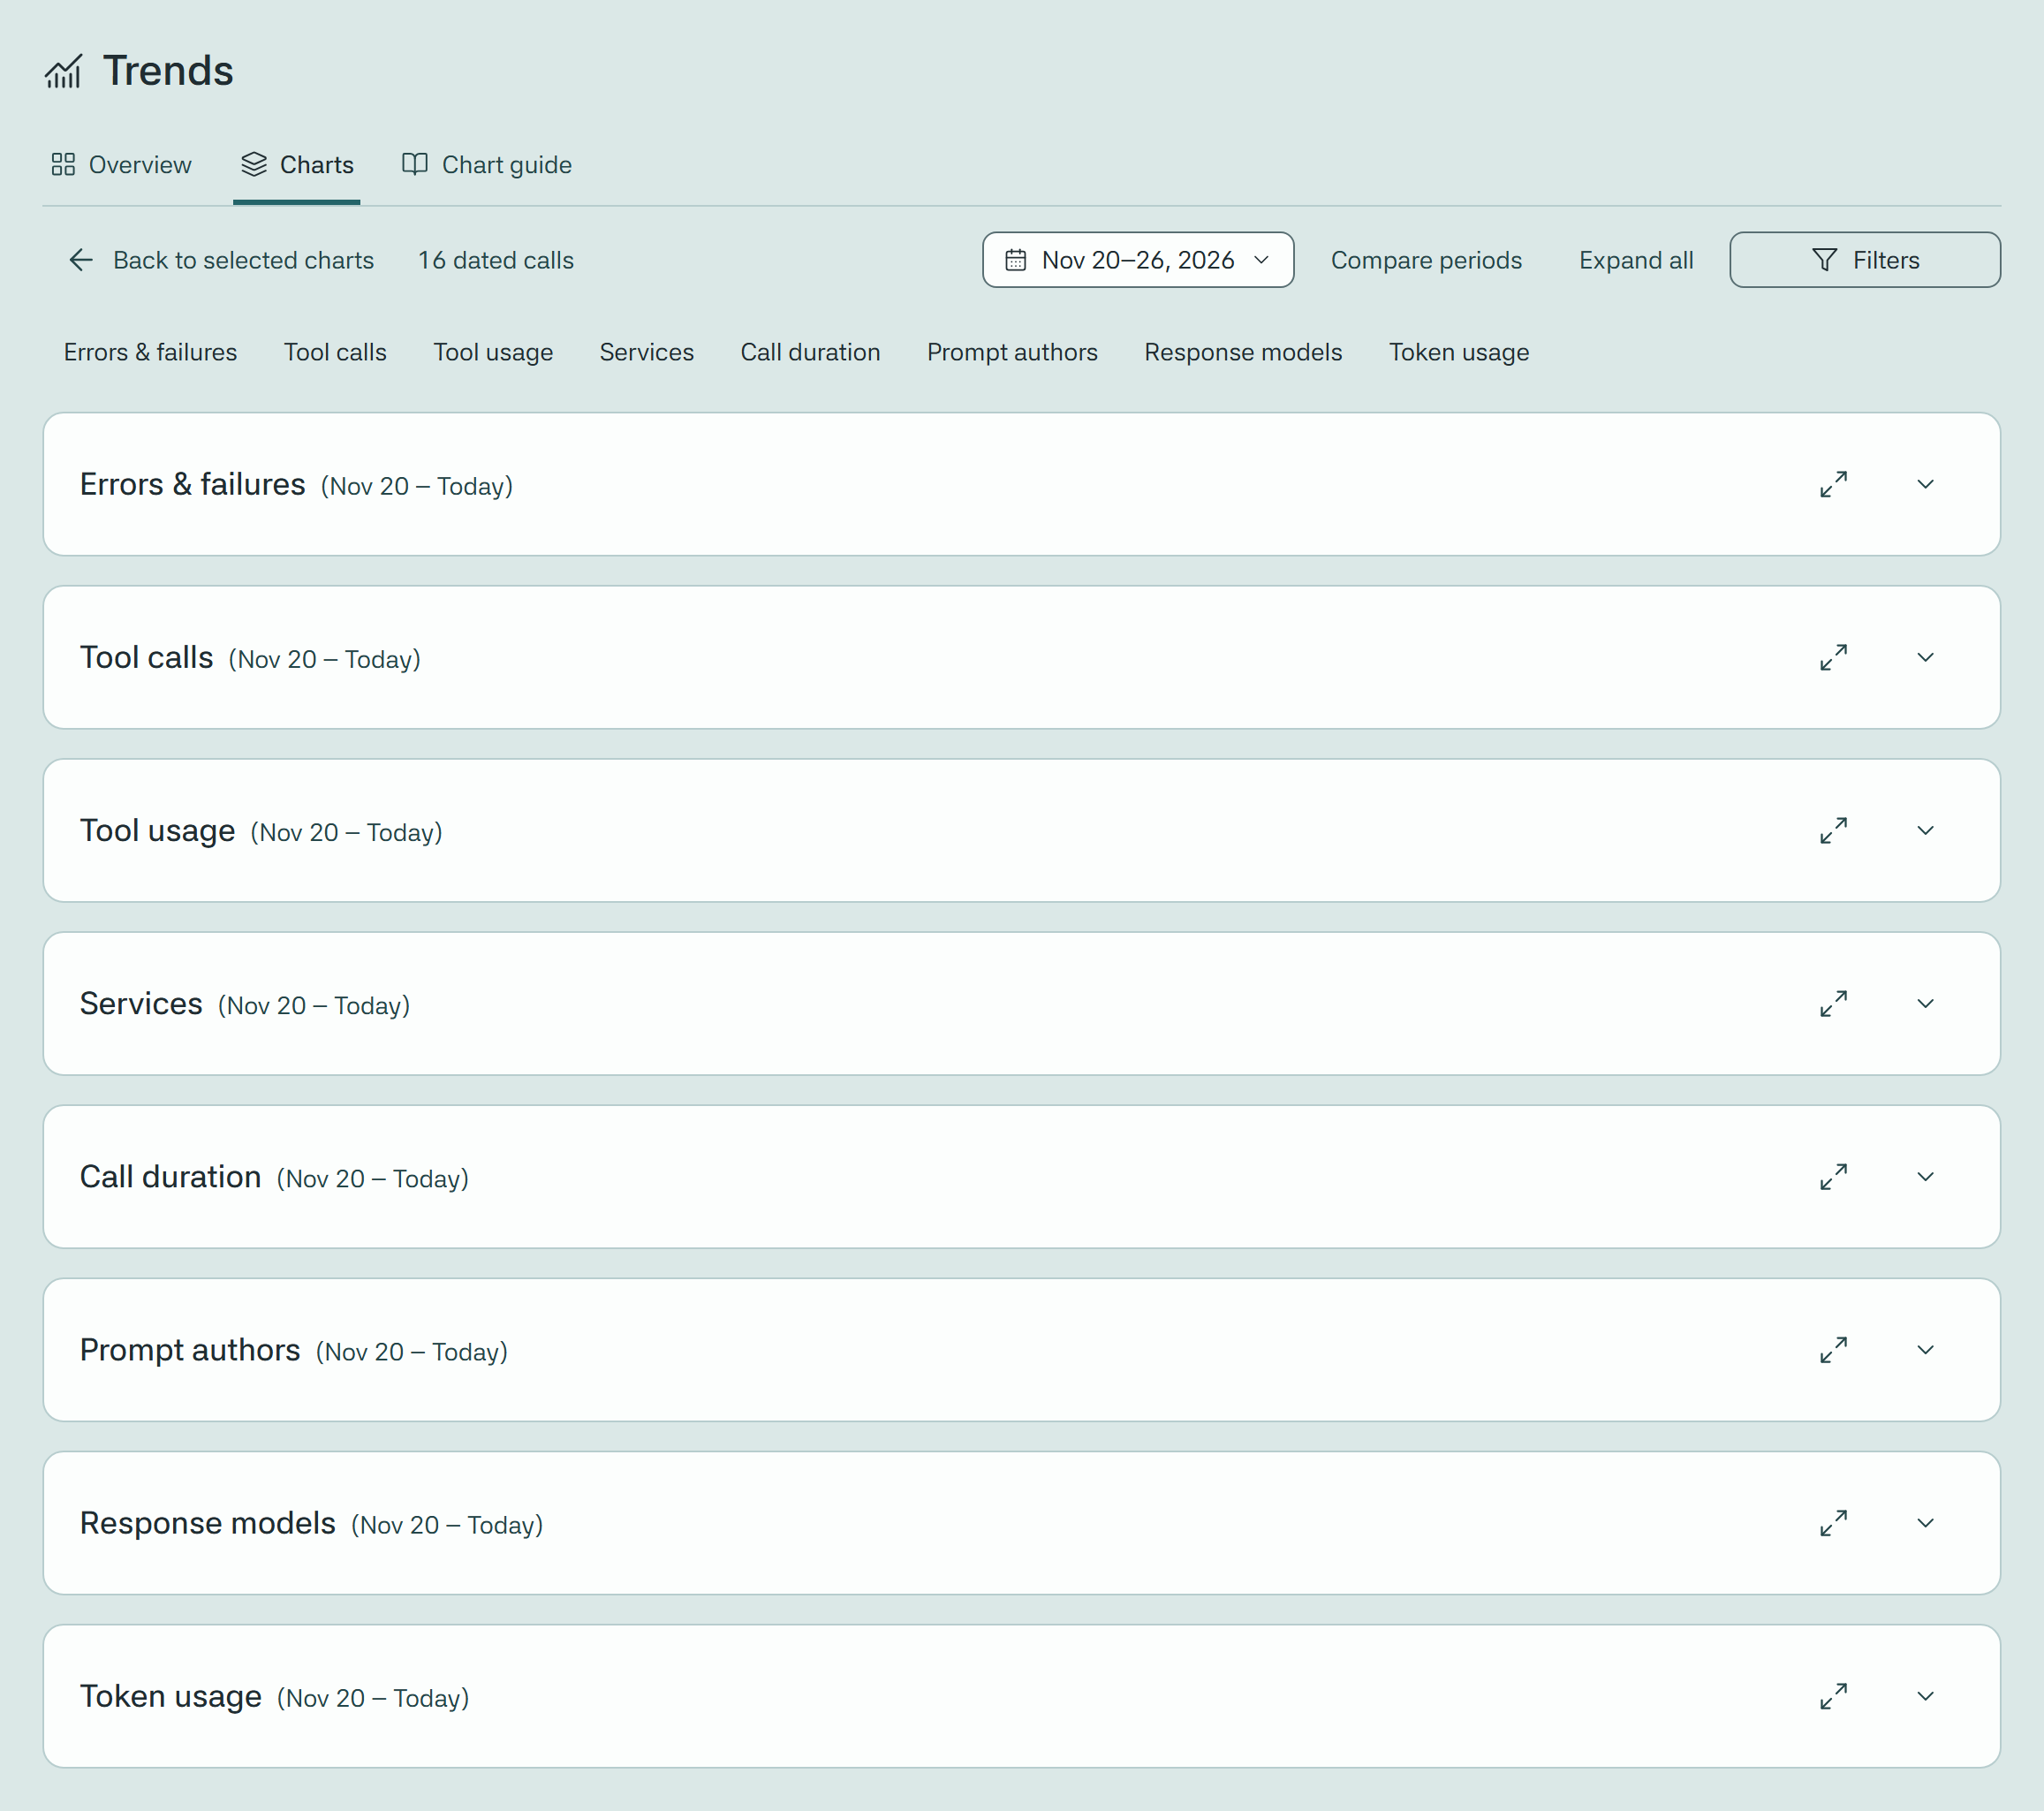 Trends
Overview Charts Chart guide
Back to selected charts 16 dated calls Nov 20–26, 2026 Compare periods Expand all Filters
Errors & failures Tool calls Tool usage Services Call duration Prompt authors Response models Token usage
Errors & failures (Nov 20 – Today)
Tool calls (Nov 20 – Today)
Tool usage (Nov 20 – Today)
Services (Nov 20 – Today)
Call duration (Nov 20 – Today)
Prompt authors (Nov 20 – Today)
Response models (Nov 20 – Today)
Token usage (Nov 20 – Today)